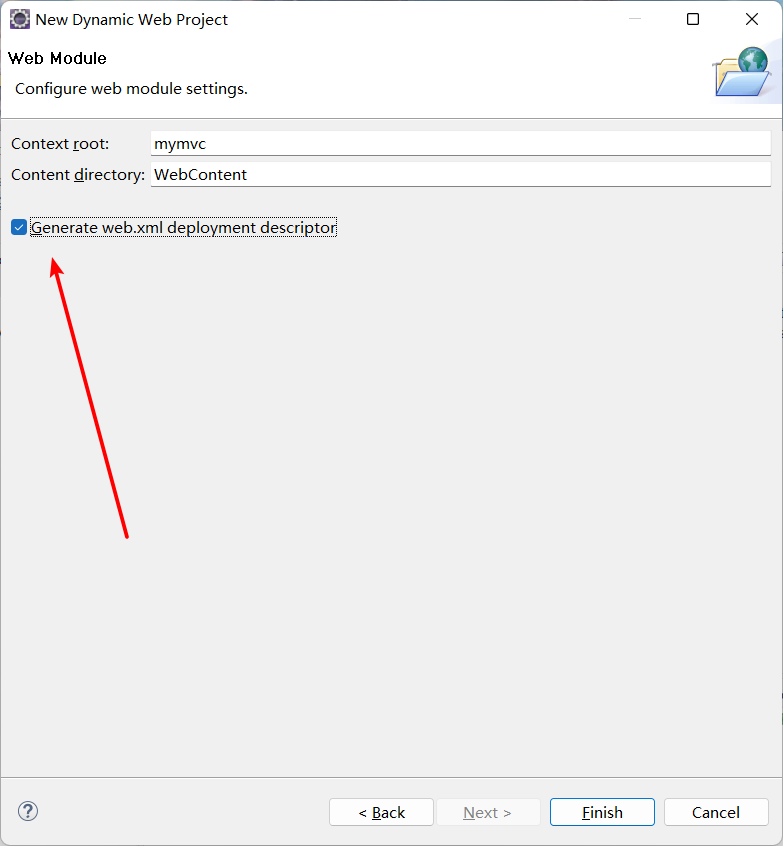 New Dynamic Web Project
Web Module
Configure web module settings.
Context root: mymvc
Content directory: WebContent
Generate web.xml deployment descriptor
? < Back Next > Finish Cancel